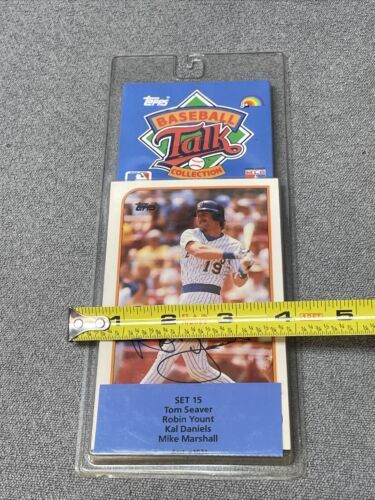 Topps
BASEBALL
Talk
COLLECTION
Topps
19
1 2 3 4 5
SET 15
Tom Seaver
Robin Yount
Kal Daniels
Mike Marshall